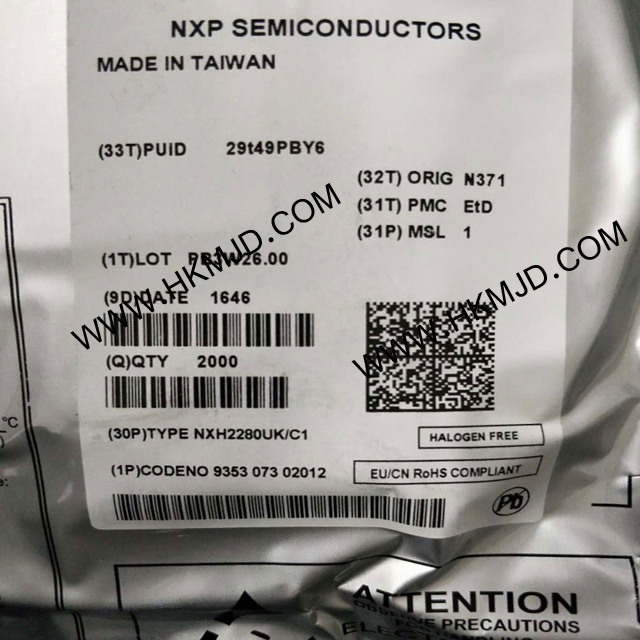 NXP SEMICONDUCTORS
MADE IN TAIWAN
(33T)PUID 29t49PBY6
(32T) ORIG N371
(31T) PMC EtD
(31P) MSL 1
(1T)LOT
(9D)DATE 1646
(Q)QTY 2000
(30P)TYPE NXH2280UK/C1
HALOGEN FREE
(1P)CODENO 9353 073 02012
EU/CN RoHS COMPLIANT
Pb
ATTENTION
PRECAUTIONS
WWW.HKMJD.COM
WWW.HKMJD.COM
°C